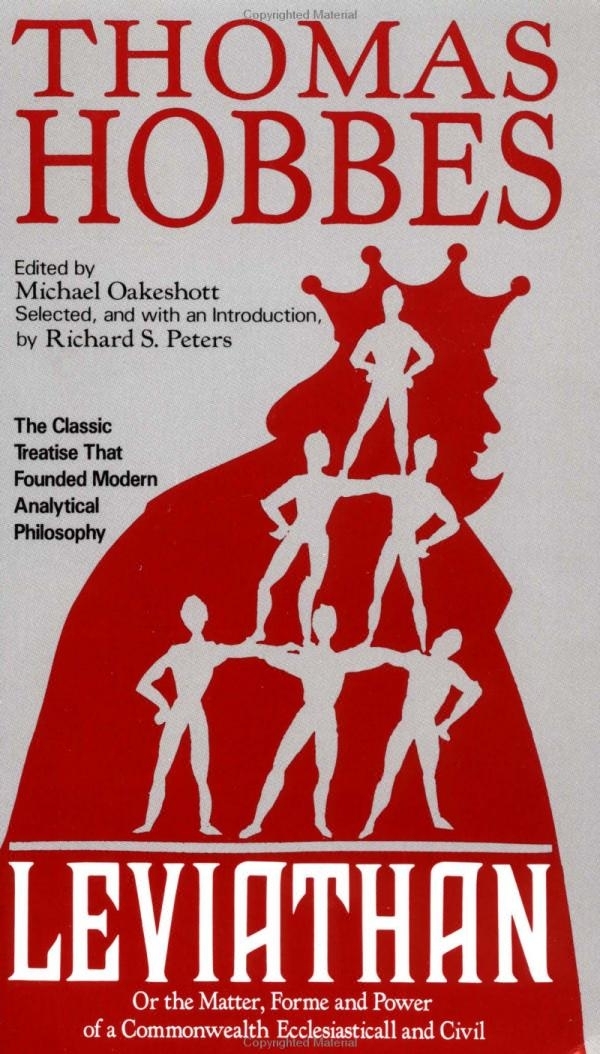 Copyrighted Material
THOMAS
HOBBES
Edited by
Michael Oakeshott
Selected, and with an Introduction,
by Richard S. Peters
The Classic
Treatise That
Founded Modern
Analytical
Philosophy
LEVIATHAN
Or the Matter, Forme and Power
of a Commonwealth Ecclesiasticall and Civil
Copyrighted Material